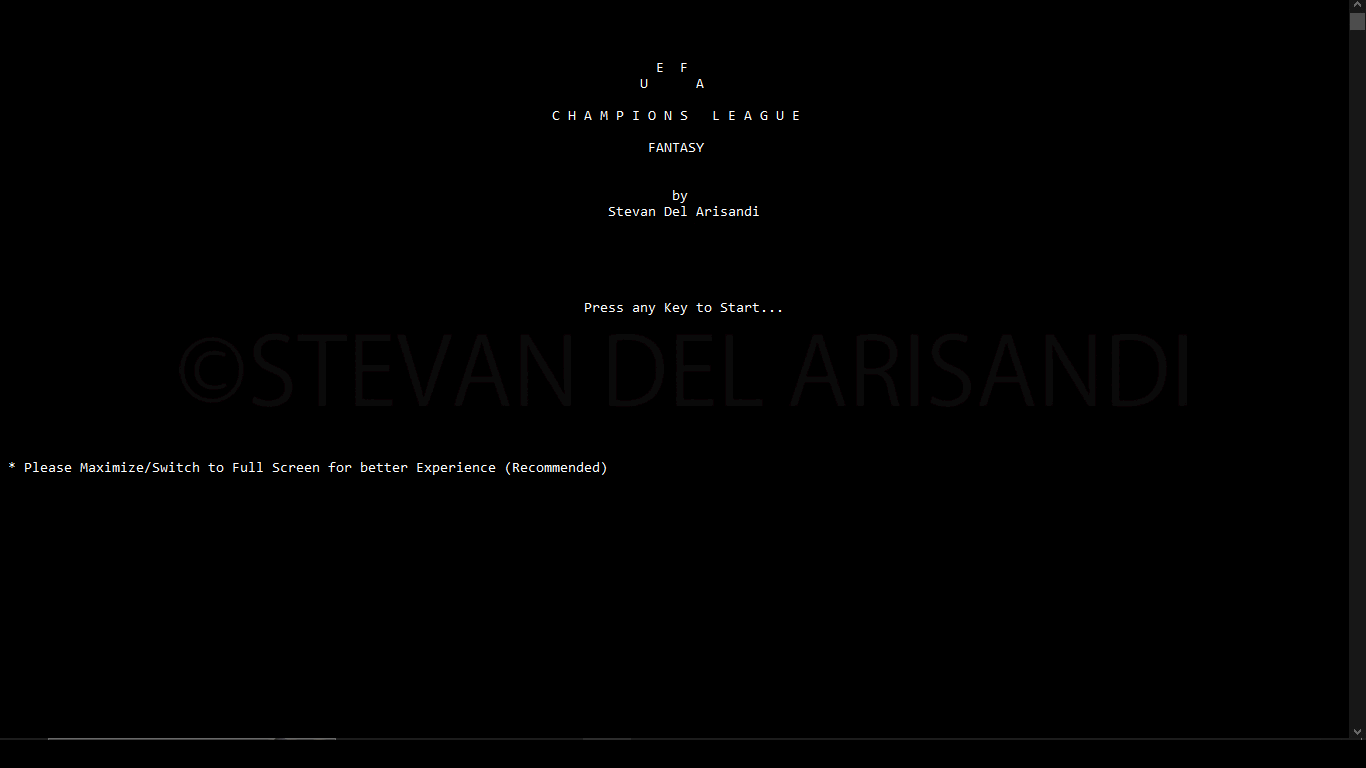 E F
U A
C H A M P I O N S L E A G U E
FANTASY
by
Stevan Del Arisandi
Press any Key to Start...
©STEVAN DEL ARISANDI
* Please Maximize/Switch to Full Screen for better Experience (Recommended)